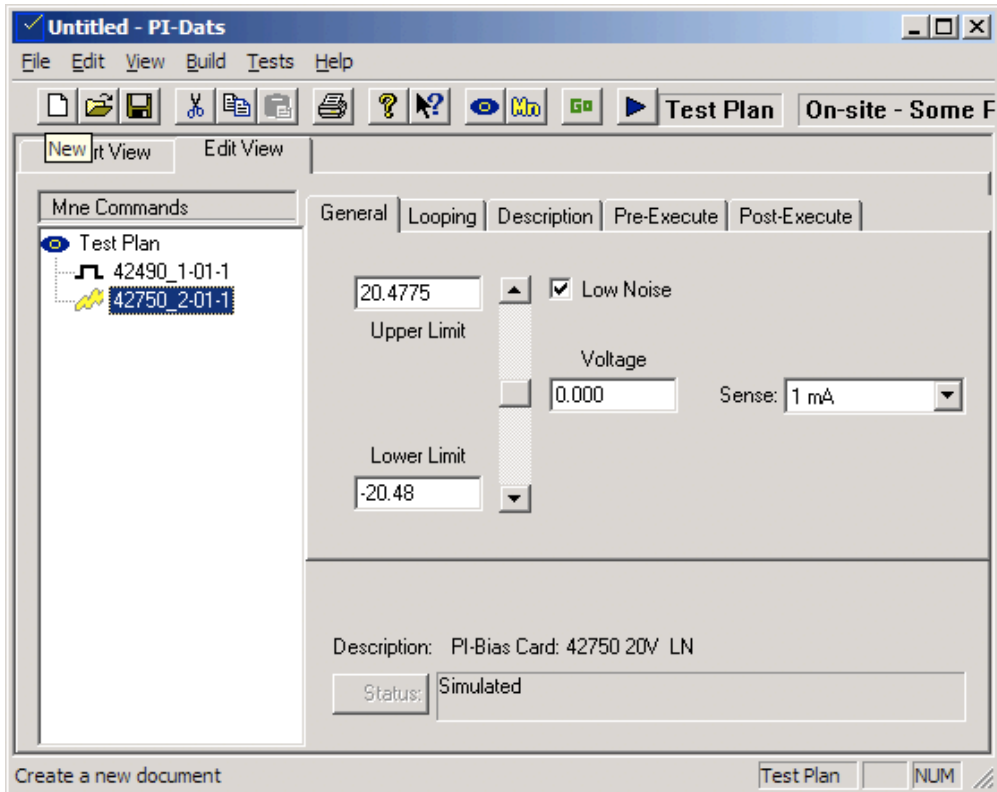 Untitled - PI-Dats
File Edit View Build Tests Help
Mn Go Test Plan On-site - Some F
New rt View Edit View
Mne Commands
General Looping Description Pre-Execute Post-Execute
Test Plan
42490_1-01-1
42750_2-01-1
20.4775
Low Noise
Upper Limit
Voltage
0.000
Sense: 1 mA
Lower Limit
-20.48
Description: PI-Bias Card: 42750 20V LN
Status: Simulated
Create a new document
Test Plan NUM